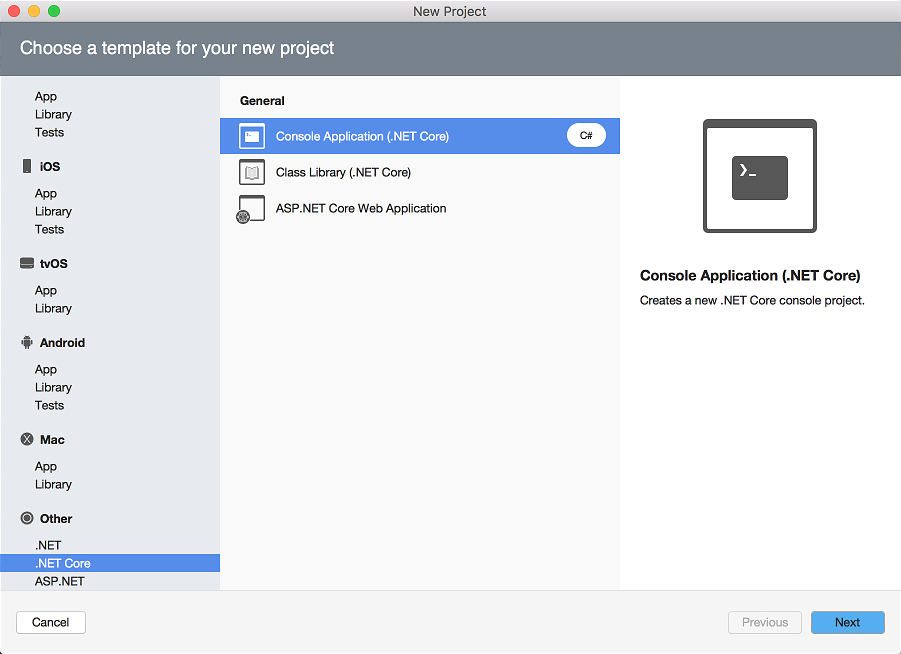 New Project
Choose a template for your new project
App
Library
Tests
iOS
App
Library
Tests
tvOS
App
Library
Android
App
Library
Tests
Mac
App
Library
Other
.NET
.NET Core
ASP.NET
General
Console Application (.NET Core)
C#
Class Library (.NET Core)
ASP.NET Core Web Application
Console Application (.NET Core)
Creates a new .NET Core console project.
Cancel
Previous
Next